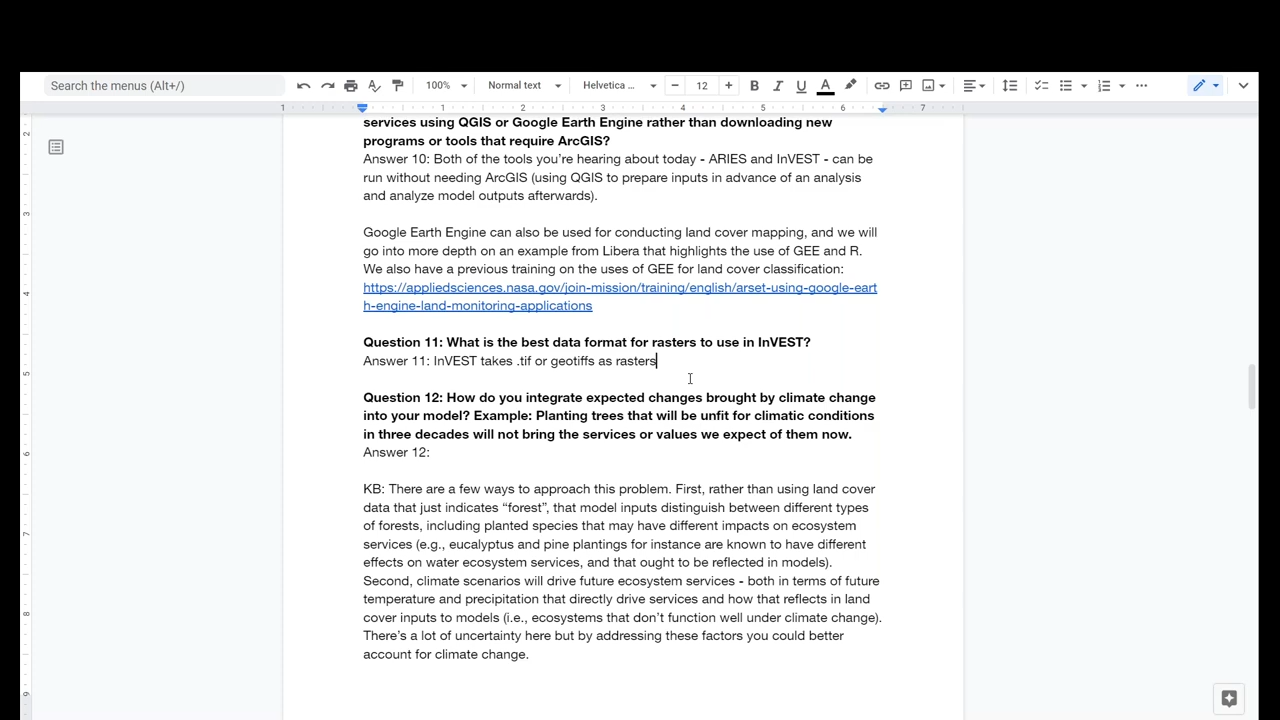 Search the menus (Alt+/)
100%
Normal text
Helvetica ...
12
B
I
U
A
1
1
2
3
4
5
6
7
2
3
4
5
6
7
8
9
services using QGIS or Google Earth Engine rather than downloading new
programs or tools that require ArcGIS?
Answer 10: Both of the tools you’re hearing about today - ARIES and InVEST - can be
run without needing ArcGIS (using QGIS to prepare inputs in advance of an analysis
and analyze model outputs afterwards).
Google Earth Engine can also be used for conducting land cover mapping, and we will
go into more depth on an example from Libera that highlights the use of GEE and R.
We also have a previous training on the uses of GEE for land cover classification:
https://appliedsciences.nasa.gov/join-mission/training/english/arset-using-google-eart
h-engine-land-monitoring-applications
Question 11: What is the best data format for rasters to use in InVEST?
Answer 11: InVEST takes .tif or geotiffs as rasters
Question 12: How do you integrate expected changes brought by climate change
into your model? Example: Planting trees that will be unfit for climatic conditions
in three decades will not bring the services or values we expect of them now.
Answer 12:
KB: There are a few ways to approach this problem. First, rather than using land cover
data that just indicates “forest”, that model inputs distinguish between different types
of forests, including planted species that may have different impacts on ecosystem
services (e.g., eucalyptus and pine plantings for instance are known to have different
effects on water ecosystem services, and that ought to be reflected in models).
Second, climate scenarios will drive future ecosystem services - both in terms of future
temperature and precipitation that directly drive services and how that reflects in land
cover inputs to models (i.e., ecosystems that don’t function well under climate change).
There’s a lot of uncertainty here but by addressing these factors you could better
account for climate change.